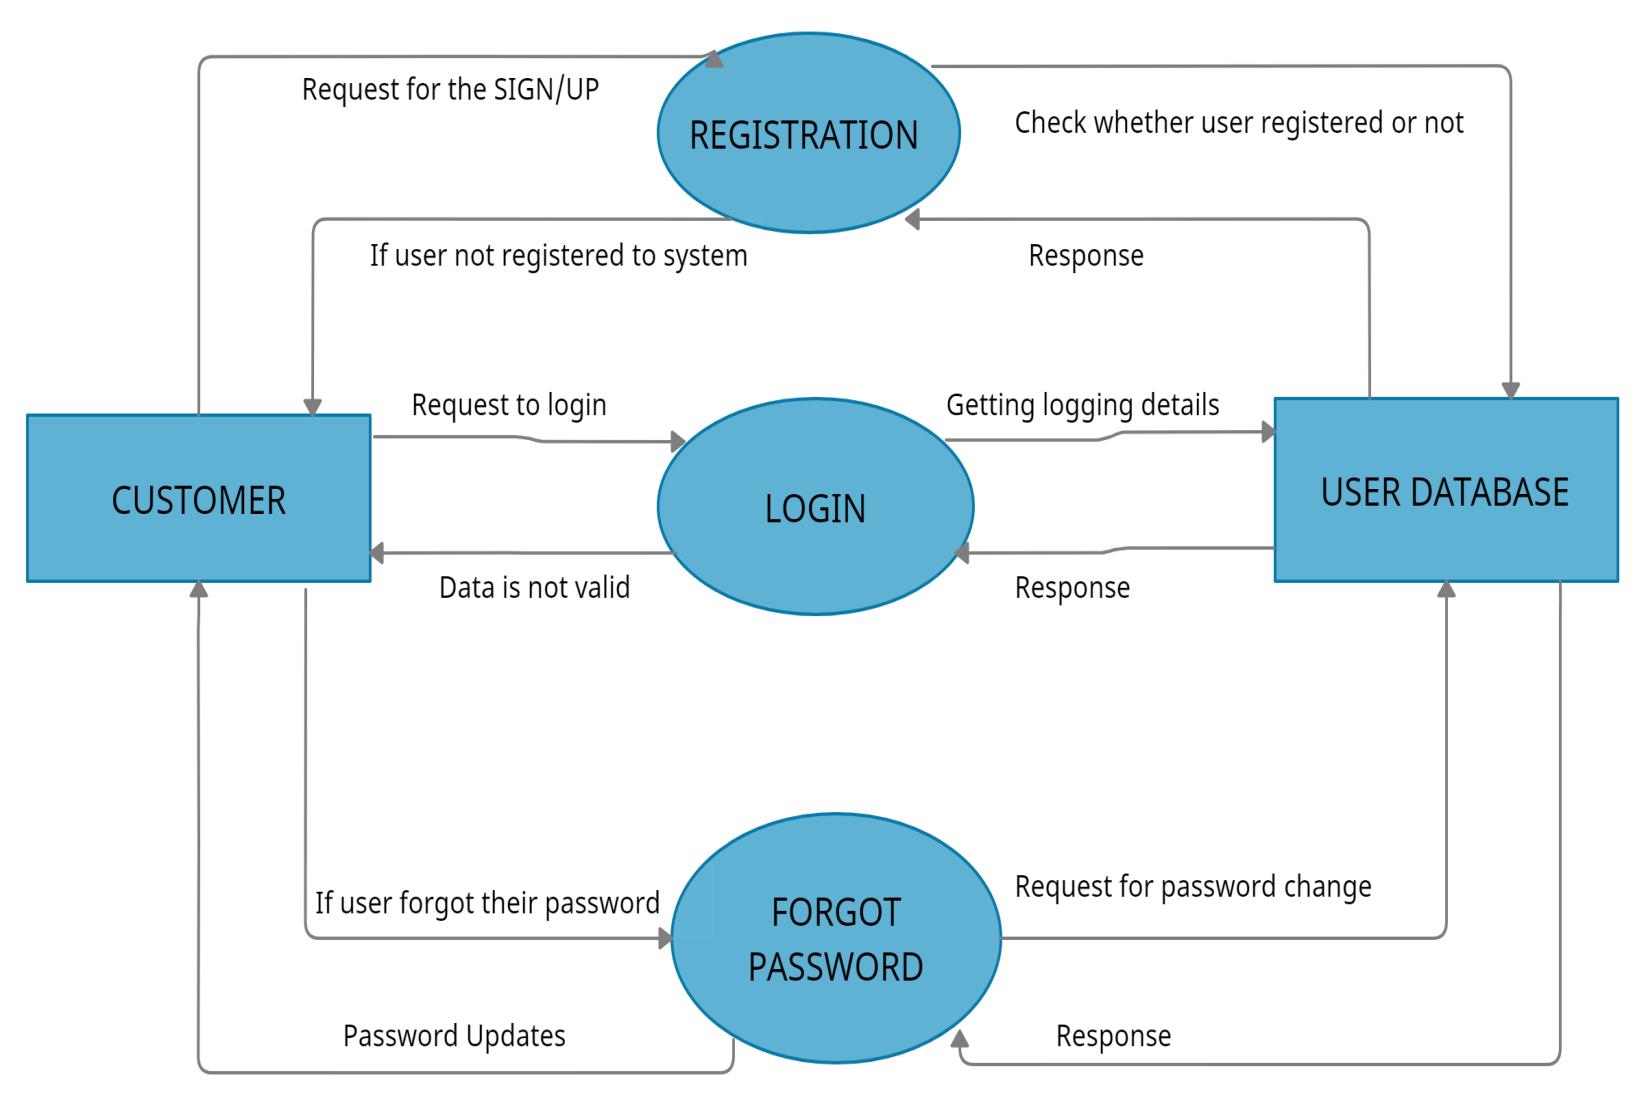 Request for the SIGN/UP
REGISTRATION
Check whether user registered or not
If user not registered to system
Response
Request to login
Getting logging details
CUSTOMER
LOGIN
USER DATABASE
Data is not valid
Response
If user forgot their password
FORGOT
PASSWORD
Request for password change
Password Updates
Response